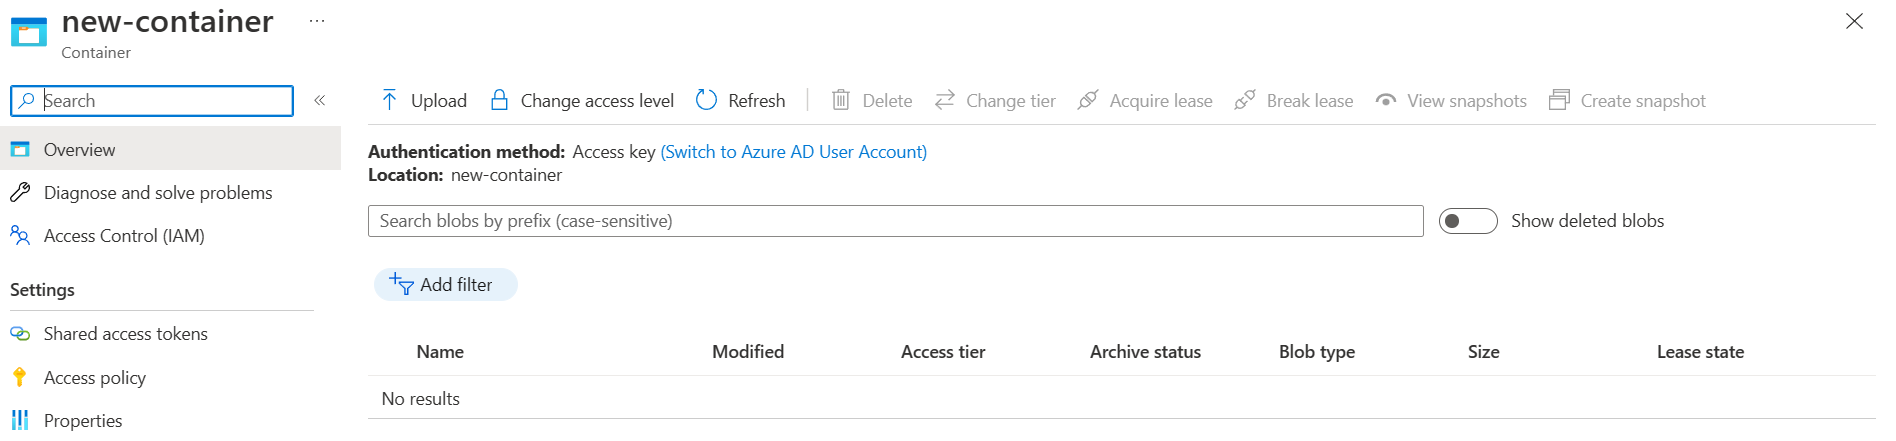 new-container ...
Container
Search «
Upload Change access level Refresh Delete Change tier Acquire lease Break lease View snapshots Create snapshot
Overview
Diagnose and solve problems
Access Control (IAM)
Settings
Shared access tokens
Access policy
Properties
Authentication method: Access key (Switch to Azure AD User Account)
Location: new-container
Search blobs by prefix (case-sensitive) Show deleted blobs
Add filter
Name Modified Access tier Archive status Blob type Size Lease state
No results